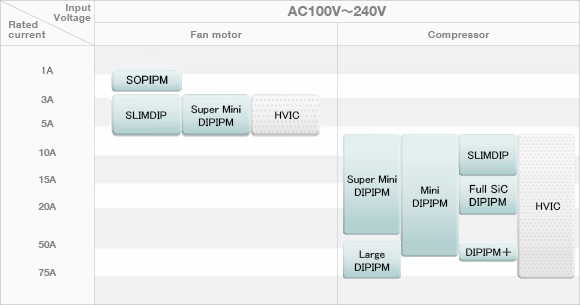 Input
Voltage
Rated
current
AC100V～240V
Fan motor
Compressor
1A
SOPIPM
3A
SLIMDIP
Super Mini
DIPIPM
HVIC
5A
10A
SLIMDIP
15A
Super Mini
DIPIPM
Mini
DIPIPM
Full SiC
DIPIPM
HVIC
20A
50A
Large
DIPIPM
DIPIPM＋
75A